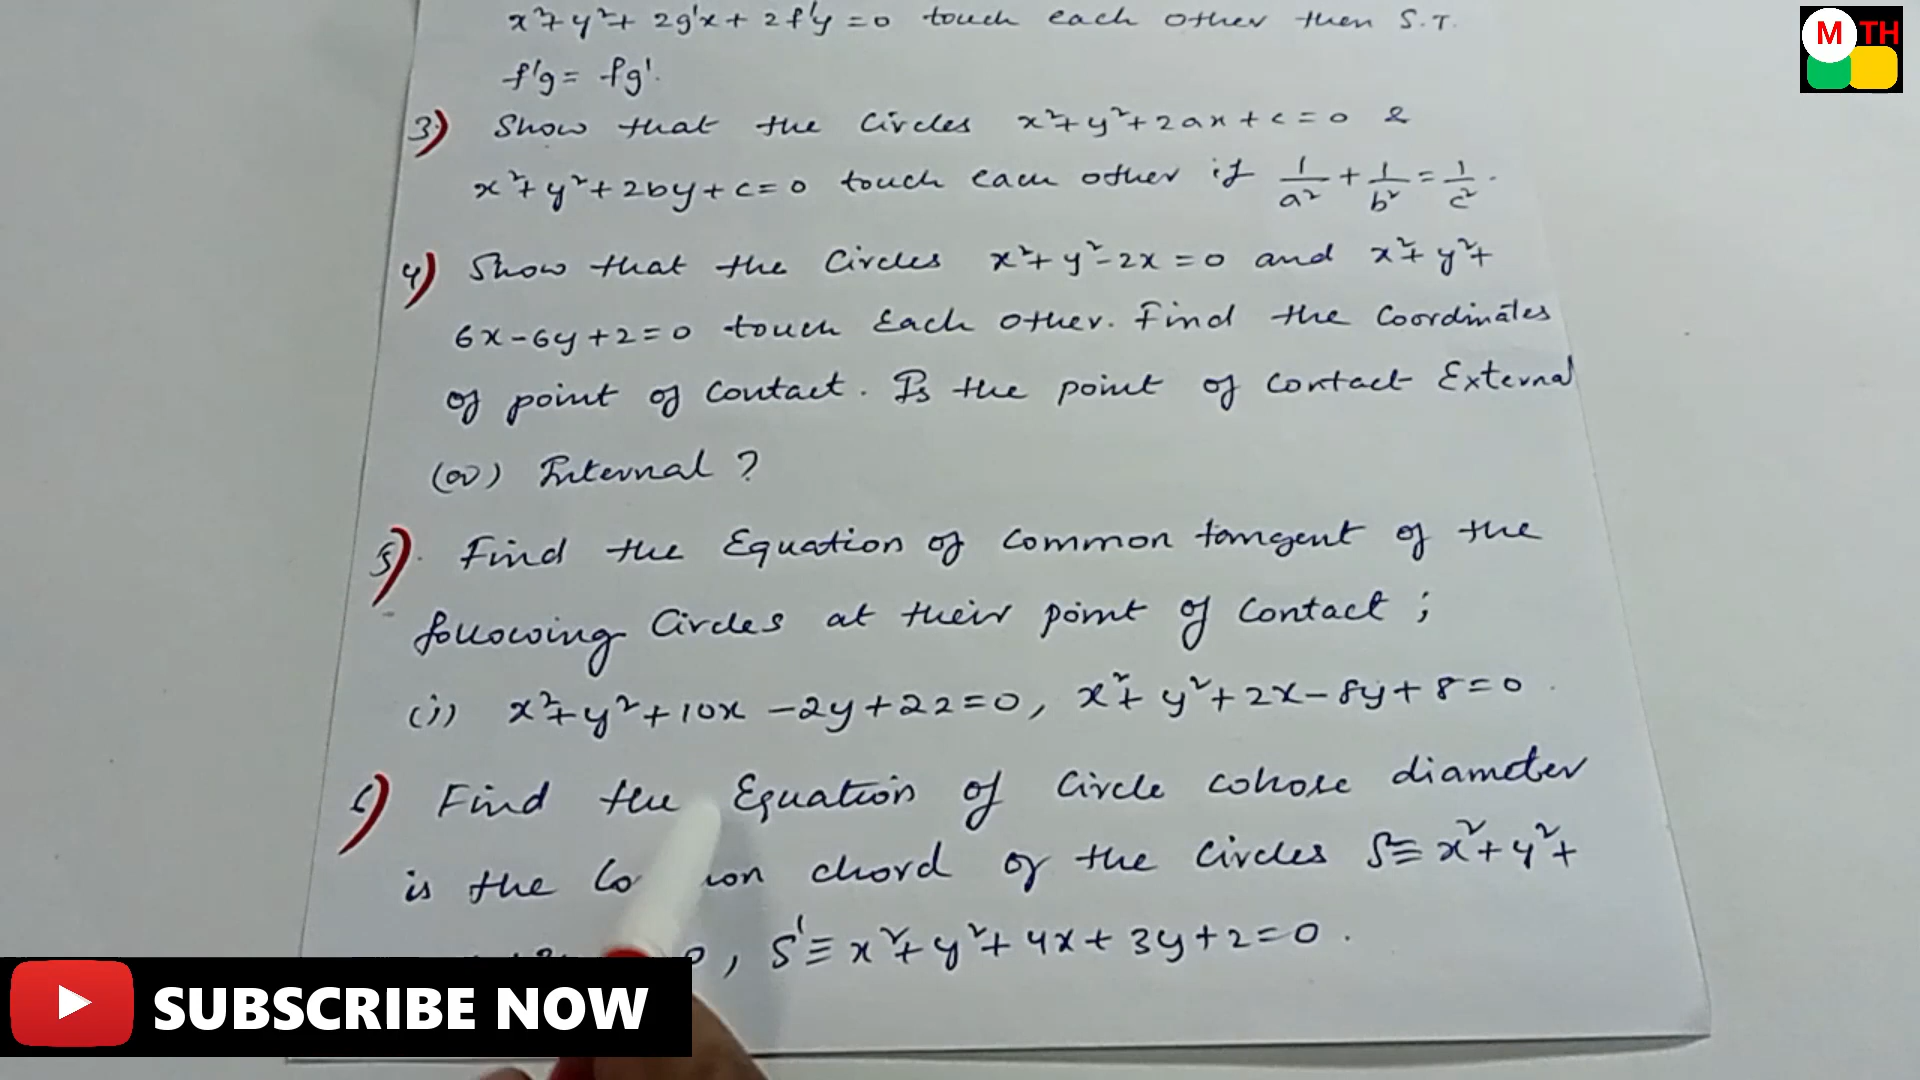 x²+y²+ 2g'x + 2f'y = 0 touch each other then S.T.
f'g = fg'.
3) Show that the Circles x²+y²+2ax+c=0 &
x²+y²+2by+c=0 touch each other if 1/a² + 1/b² = 1/c² .
4) Show that the Circles x²+y²-2x=0 and x²+y²+
6x-6y+2=0 touch Each other. Find the Coordinates
of point of Contact. Is the point of Contact External
(or) Internal ?
5). Find the Equation of Common tangent of the
following Circles at their point of Contact ;
(i) x²+y²+10x -2y+22=0, x²+y²+2x-8y+8=0 .
6) Find the Equation of Circle whose diameter
is the chord of the Circles S≡ x²+y²+
0, S'≡ x²+y²+4x+3y+2=0 .
SUBSCRIBE NOW
M TH